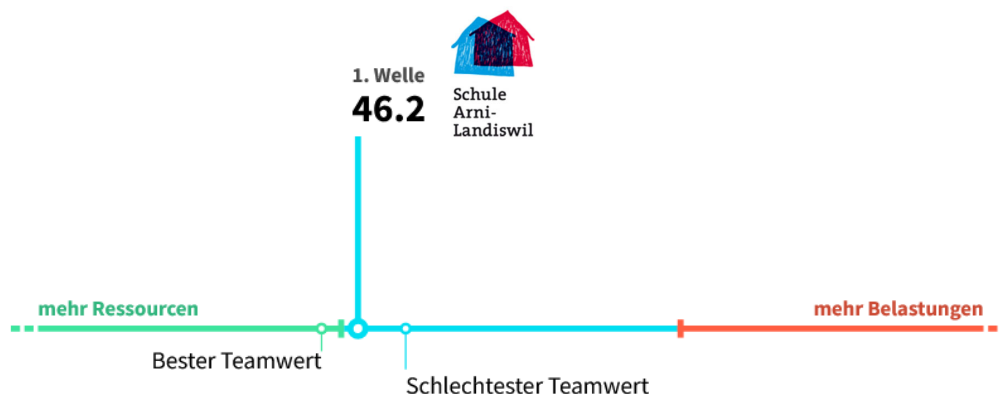 1. Welle
46.2
Schule
Arni-
Landiswil
mehr Ressourcen
mehr Belastungen
Bester Teamwert
Schlechtester Teamwert